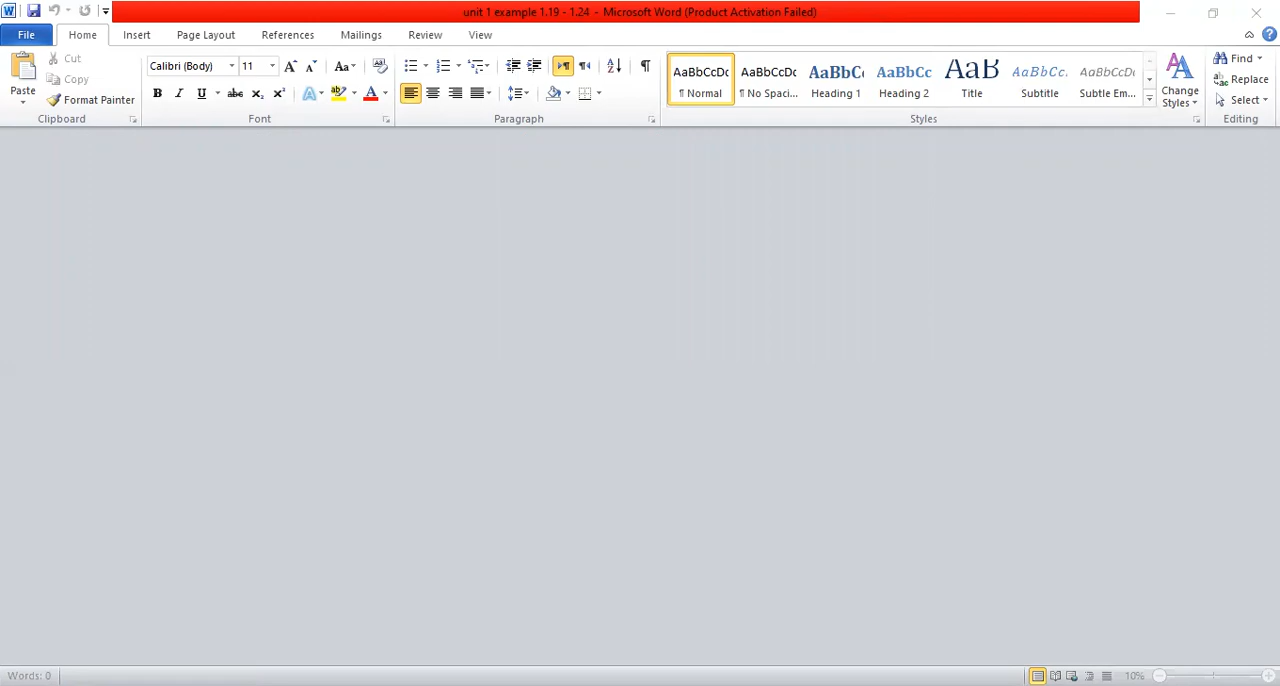 unit 1 example 1.19 - 1.24 - Microsoft Word (Product Activation Failed)
File Home Insert Page Layout References Mailings Review View
Cut
Copy
Paste
Format Painter
Clipboard
Calibri (Body) 11
Font
Paragraph
AaBbCcDc AaBbCcDc AaBbC AaBbCc AaB AaBbCc. AaBbCcDt
¶ Normal ¶ No Spaci... Heading 1 Heading 2 Title Subtitle Subtle Em...
Change
Styles
Styles
Find
Replace
Select
Editing
Words: 0
10%